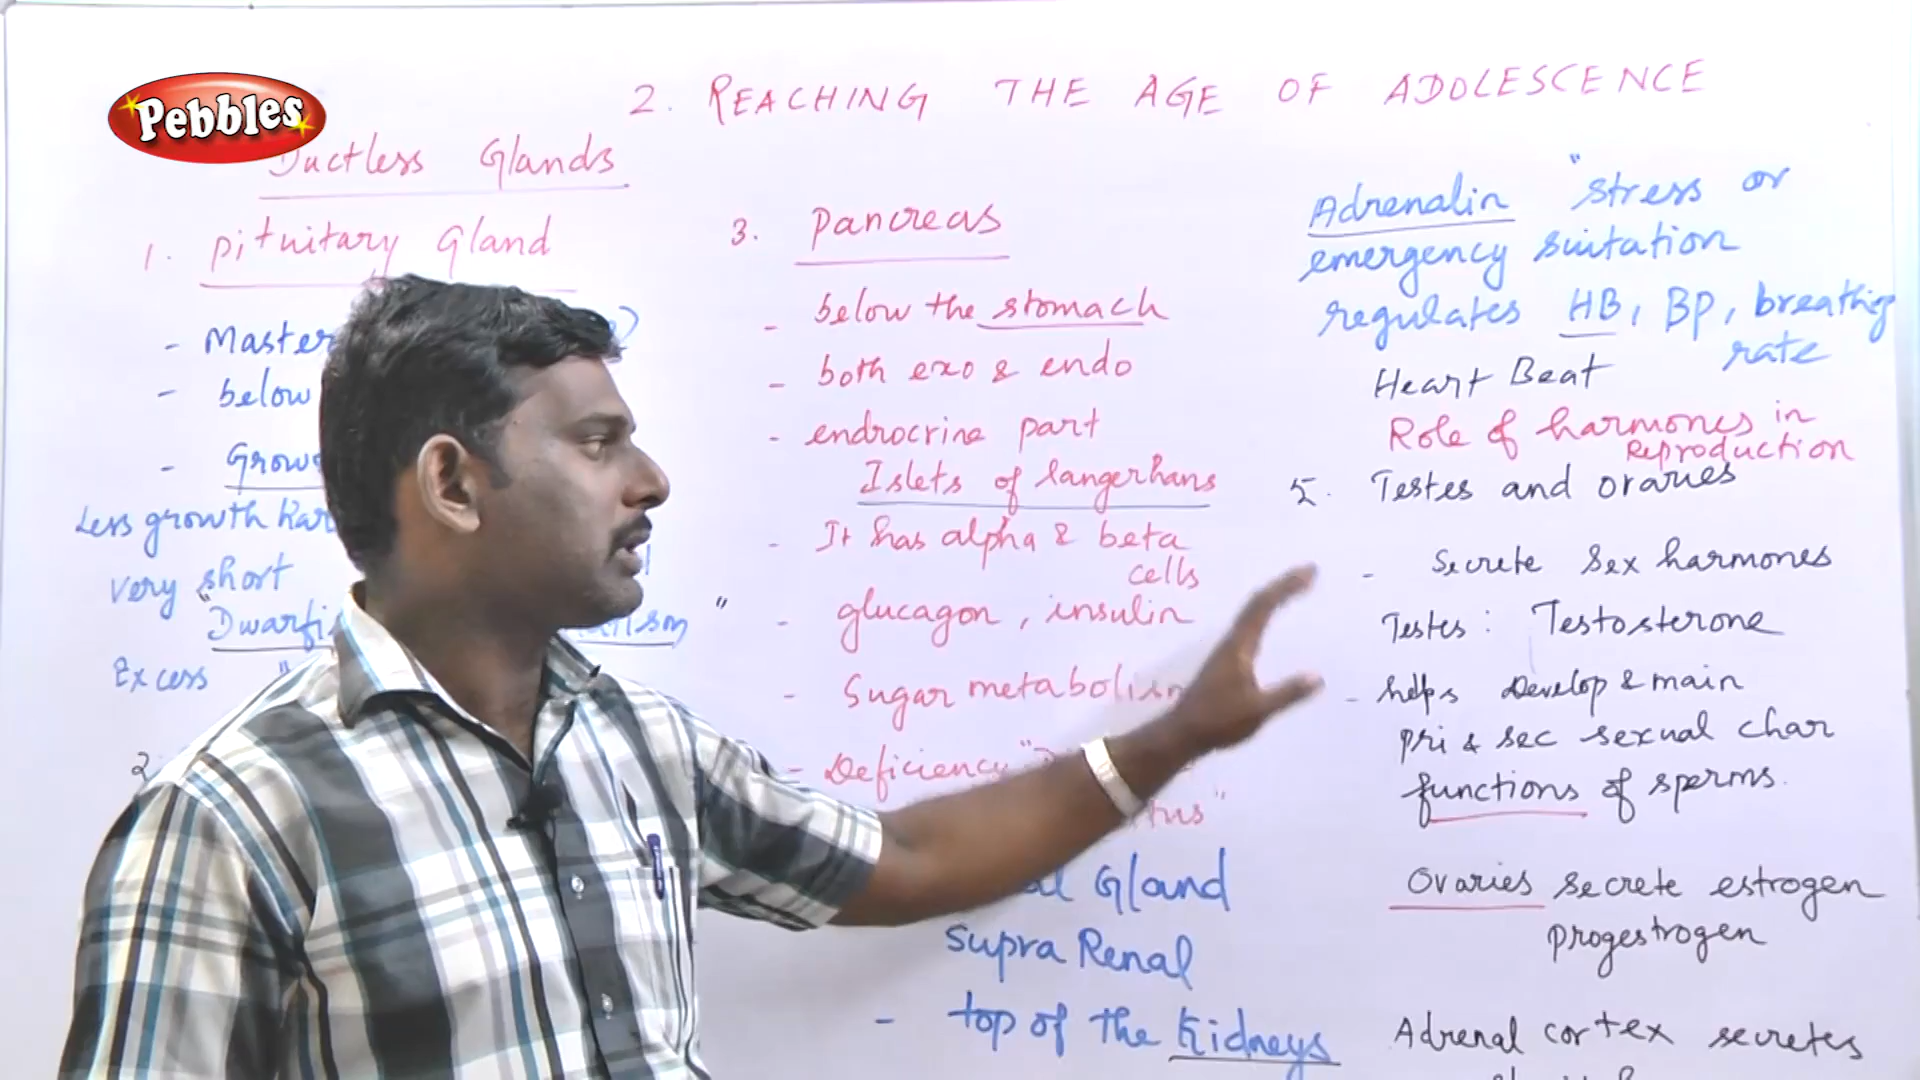 Pebbles
2. REACHING THE AGE OF ADOLESCENCE
Ductless Glands
1. Pituitary Gland
- Master
- below
- Grow
Less growth
very short
"Dwarfi
Excess "
2.
3. Pancreas
- below the stomach
- both exo & endo
- endrocrine part
Islets of langerhans
- It has alpha & beta
cells
" - glucagon, insulin
- Sugar metabolism
- Deficiency "
tus"
Gland
Supra Renal
- top of the Kidneys
Adrenalin "stress or
emergency suitation
regulates HB, BP, breathing
rate
Heart Beat
Role of harmones in
Reproduction
5. Testes and ovaries
- Secrete Sex harmones
Testes: Testosterone
- helps Develop & main
pri & sec sexual char
functions of sperms.
Ovaries secrete estrogen
progestrogen
Adrenal cortex secretes